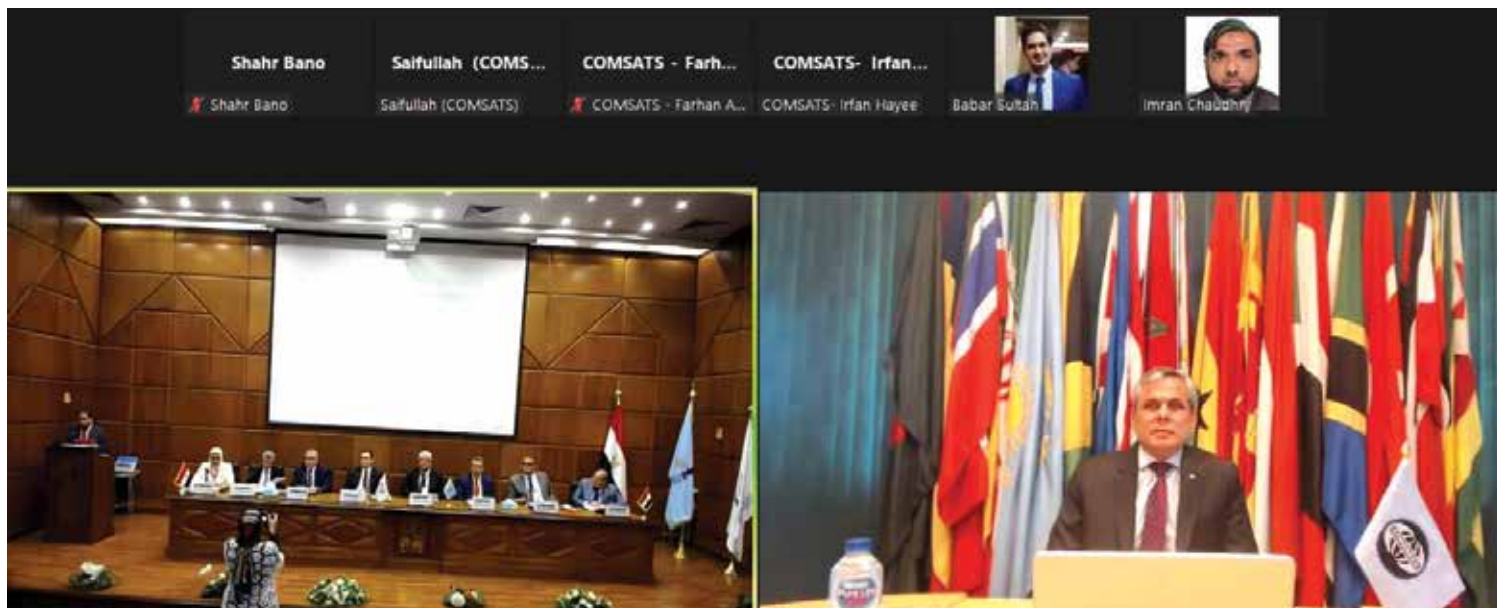 Shahr Bano
Saifullah (COMS...
COMSATS - Farh...
COMSATS- Irfan...
Shahr Bano
Saifullah (COMSATS)
COMSATS - Farhan A...
COMSATS- Irfan Hayee
Babar Sultan
Imran Chaudhry